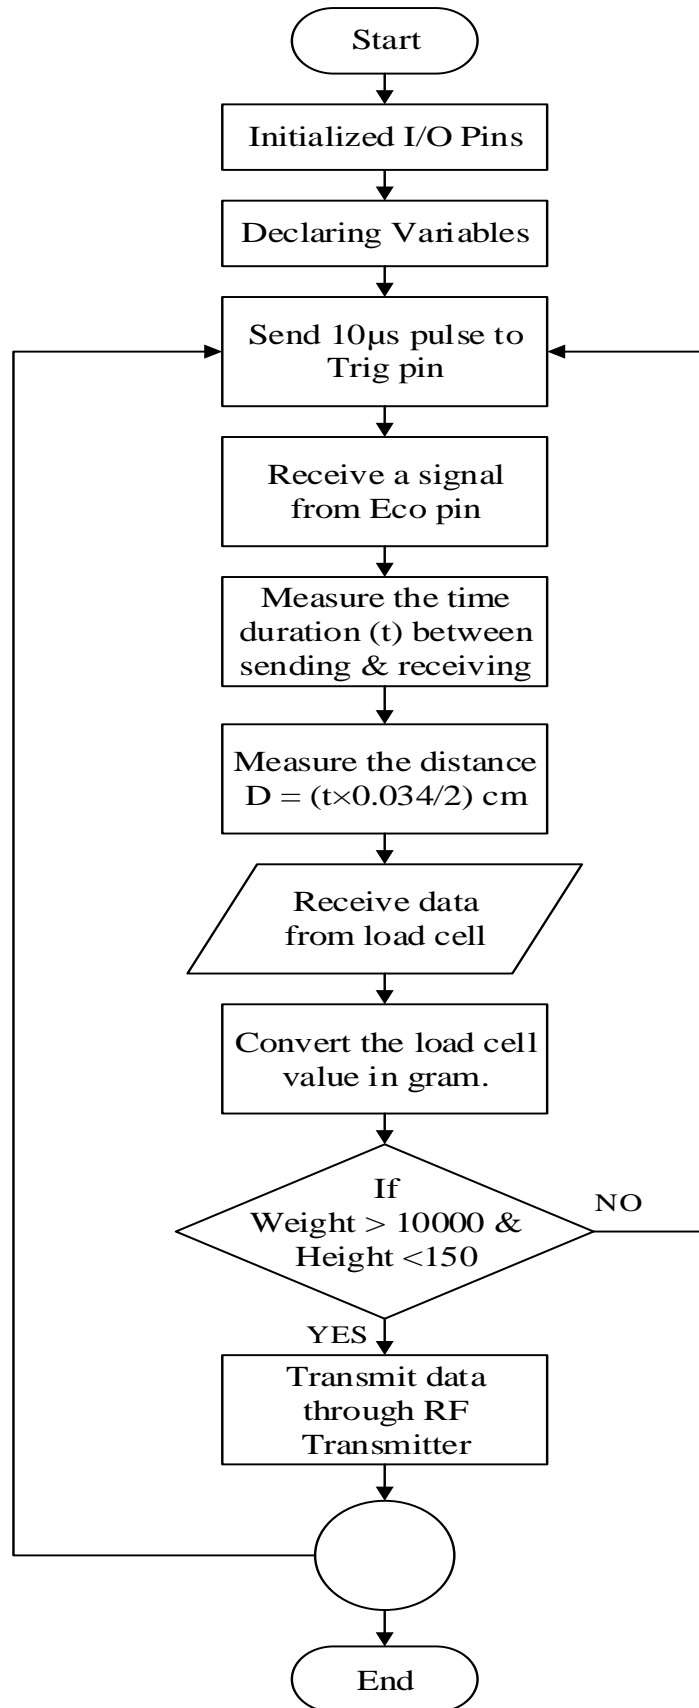 Start
Initialized I/O Pins
Declaring Variables
Send 10μs pulse to
Trig pin
Receive a signal
from Eco pin
Measure the time
duration (t) between
sending & receiving
Measure the distance
D = (t×0.034/2) cm
Receive data
from load cell
Convert the load cell
value in gram.
If
Weight > 10000 &
Height <150
NO
YES
Transmit data
through RF
Transmitter
End